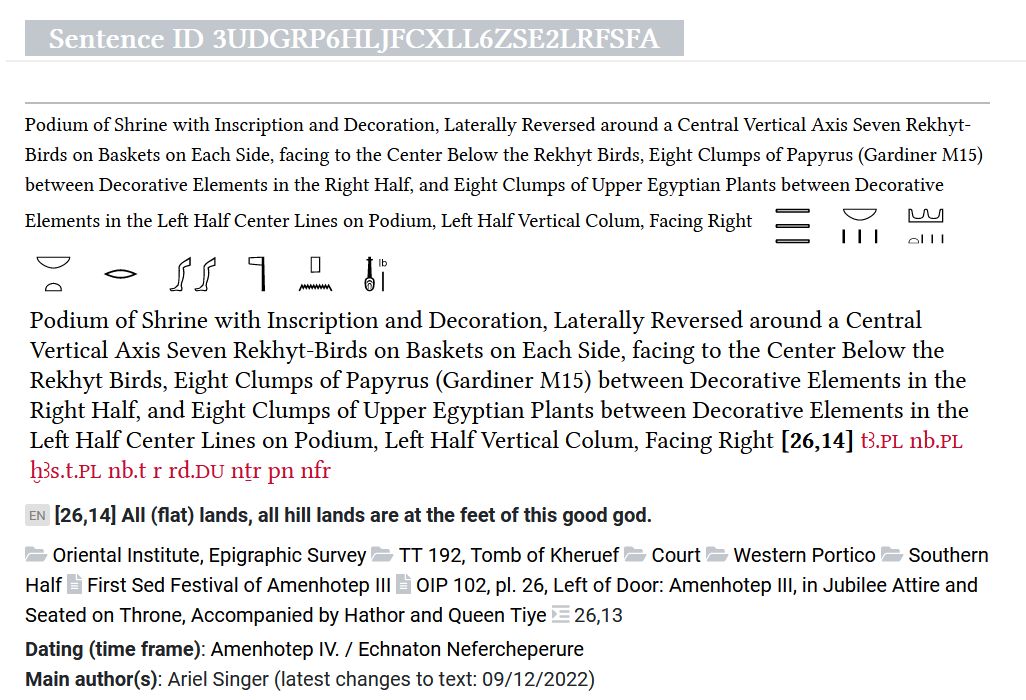 Sentence ID 3UDGRP6HLJFCXLL6ZSE2LRFSFA
Podium of Shrine with Inscription and Decoration, Laterally Reversed around a Central Vertical Axis Seven Rekhyt-
Birds on Baskets on Each Side, facing to the Center Below the Rekhyt Birds, Eight Clumps of Papyrus (Gardiner M15)
between Decorative Elements in the Right Half, and Eight Clumps of Upper Egyptian Plants between Decorative
Elements in the Left Half Center Lines on Podium, Left Half Vertical Colum, Facing Right 𓇿𓇿𓇿 𓎟𓏥 𓈉𓏏𓏥
𓎟𓏏 𓂋 𓂾𓂾 𓊹 𓊪𓈖 𓄤 lb
Podium of Shrine with Inscription and Decoration, Laterally Reversed around a Central
Vertical Axis Seven Rekhyt-Birds on Baskets on Each Side, facing to the Center Below the
Rekhyt Birds, Eight Clumps of Papyrus (Gardiner M15) between Decorative Elements in the
Right Half, and Eight Clumps of Upper Egyptian Plants between Decorative Elements in the
Left Half Center Lines on Podium, Left Half Vertical Colum, Facing Right [26,14] tꜣ.PL nb.PL
ḫꜣs.t.PL nb.t r rd.DU nṯr pn nfr
EN [26,14] All (flat) lands, all hill lands are at the feet of this good god.
Oriental Institute, Epigraphic Survey TT 192, Tomb of Kheruef Court Western Portico Southern
Half First Sed Festival of Amenhotep III OIP 102, pl. 26, Left of Door: Amenhotep III, in Jubilee Attire and
Seated on Throne, Accompanied by Hathor and Queen Tiye 26,13
Dating (time frame): Amenhotep IV. / Echnaton Nefercheperure
Main author(s): Ariel Singer (latest changes to text: 09/12/2022)